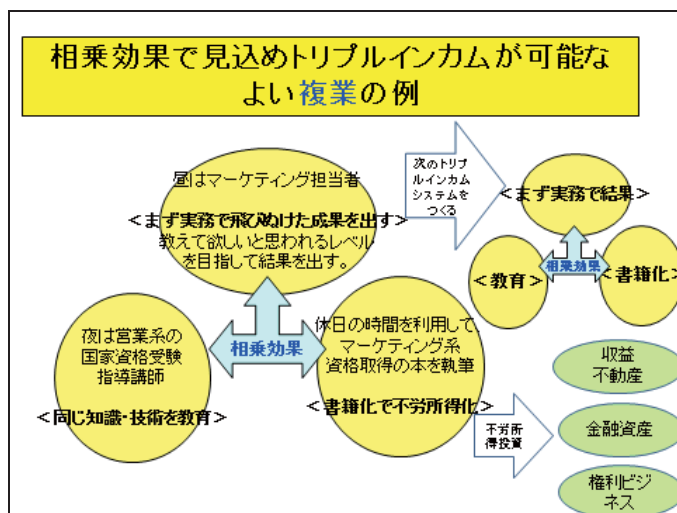 相乗効果で見込めトリプルインカムが可能な
よい複業の例
昼はマーケティング担当者
<まず実務で飛びぬけた成果を出す>
教えて欲しいと思われるレベル
を目指して結果を出す。
次のトリプ
ルインカム
システムを
つくる
<まず実務で結果>
相乗効果
<教育>
<書籍化>
夜は営業系の
国家資格受験
指導講師
<同じ知識・技術を教育>
相乗効果
休日の時間を利用して、
マーケティング系
資格取得の本を執筆
<書籍化で不労所得化>
不労所
得投資
収益
不動産
金融資産
権利ビジ
ネス